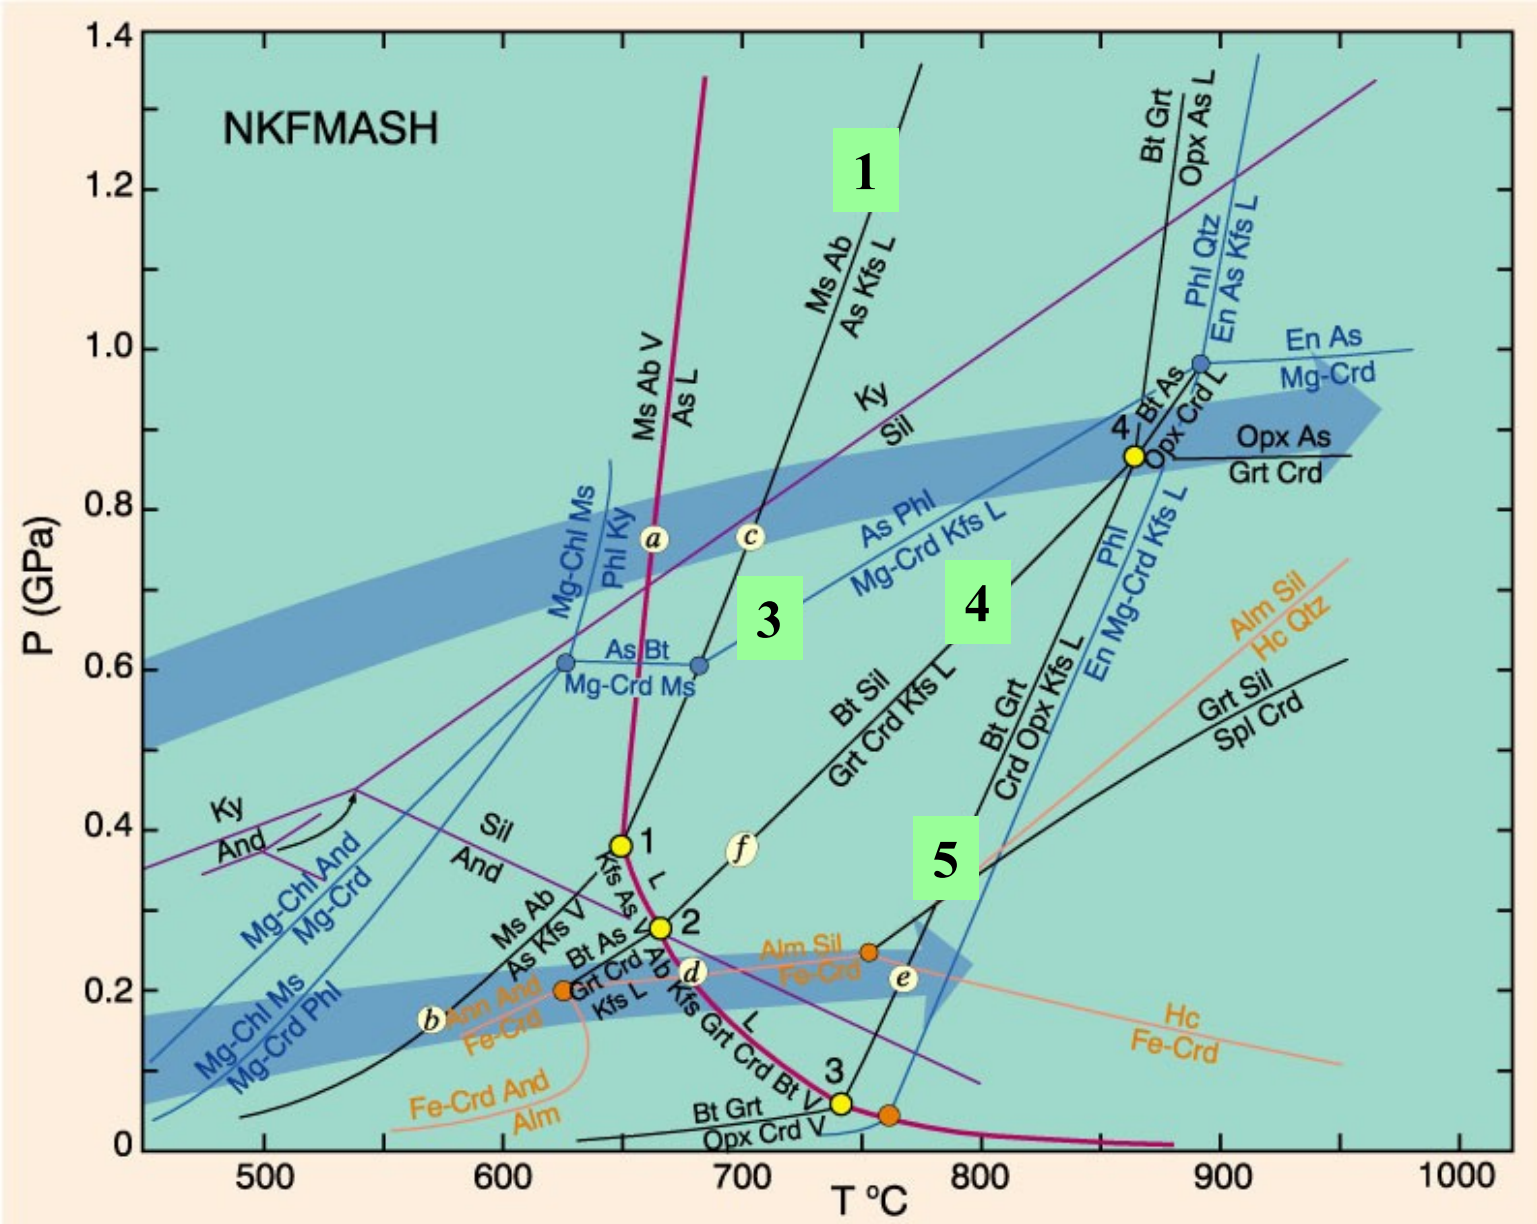 1.4
1.2
1.0
0.8
0.6
0.4
0.2
0
P (GPa)
500
600
700
800
900
1000
T °C
NKFMASH
1
3
4
5
Ms Ab V
As L
Ms Ab
As Kfs L
Bt Grt
Opx As L
Phl Qtz
En As Kfs L
En As
Mg-Crd
Bt As
Opx Crd L
4
Opx As
Grt Crd
Ky
Sil
Mg-Chl Ms
Phl Ky
a
c
As Phl
Mg-Crd Kfs L
As Bt
Mg-Crd Ms
Phl
En Mg-Crd Kfs L
Bt Sil
Grt Crd Kfs L
Bt Grt
Crd Opx Kfs L
Alm Sil
Hc Qtz
Grt Sil
Spl Crd
Ky
And
Sil
And
1
L
Kfs As V
f
Mg-Chl And
Mg-Crd
Ms Ab
As Kfs V
2
Bt As
Grt Crd
Kfs L
Alm Sil
Fe-Crd
d
e
Mg-Chl Ms
Mg-Crd Phl
b
Ann And
Fe-Crd
L
Ab Kfs Grt Crd Bt V
Hc
Fe-Crd
3
Fe-Crd And
Alm
Bt Grt
Opx Crd V